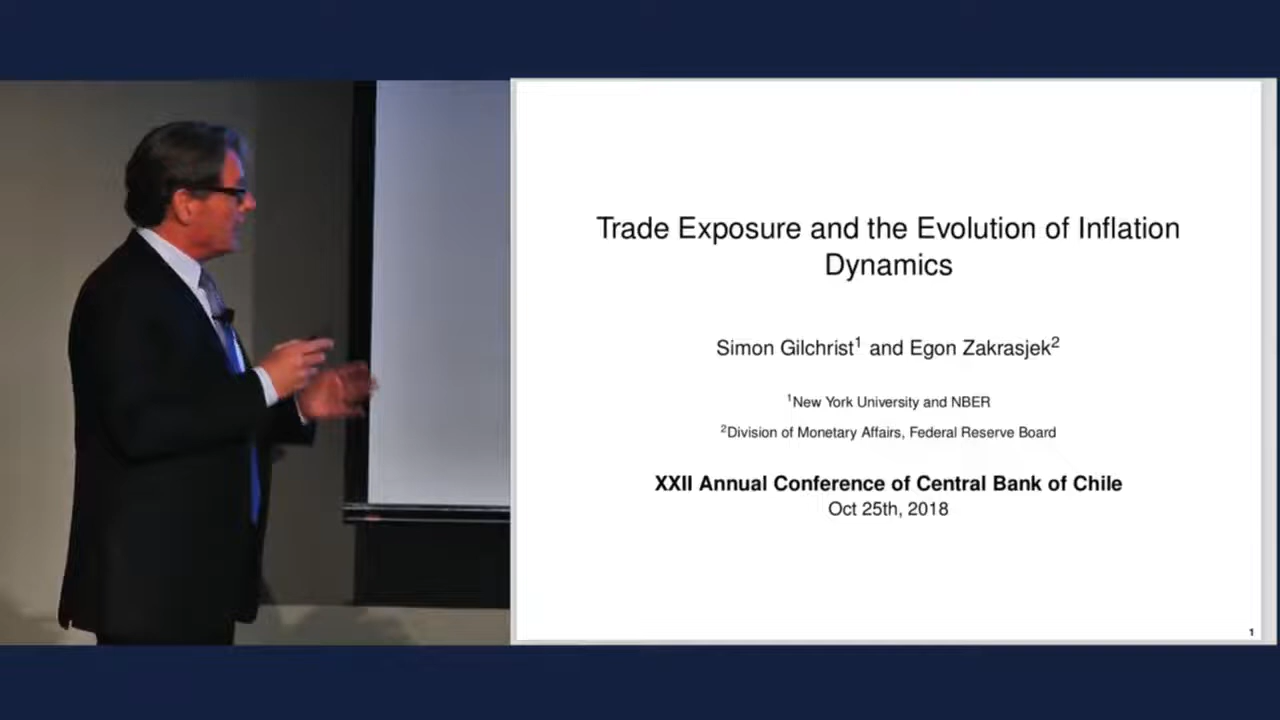 Trade Exposure and the Evolution of Inflation
Dynamics
Simon Gilchrist¹ and Egon Zakrasjek²
¹New York University and NBER
²Division of Monetary Affairs, Federal Reserve Board
XXII Annual Conference of Central Bank of Chile
Oct 25th, 2018
1